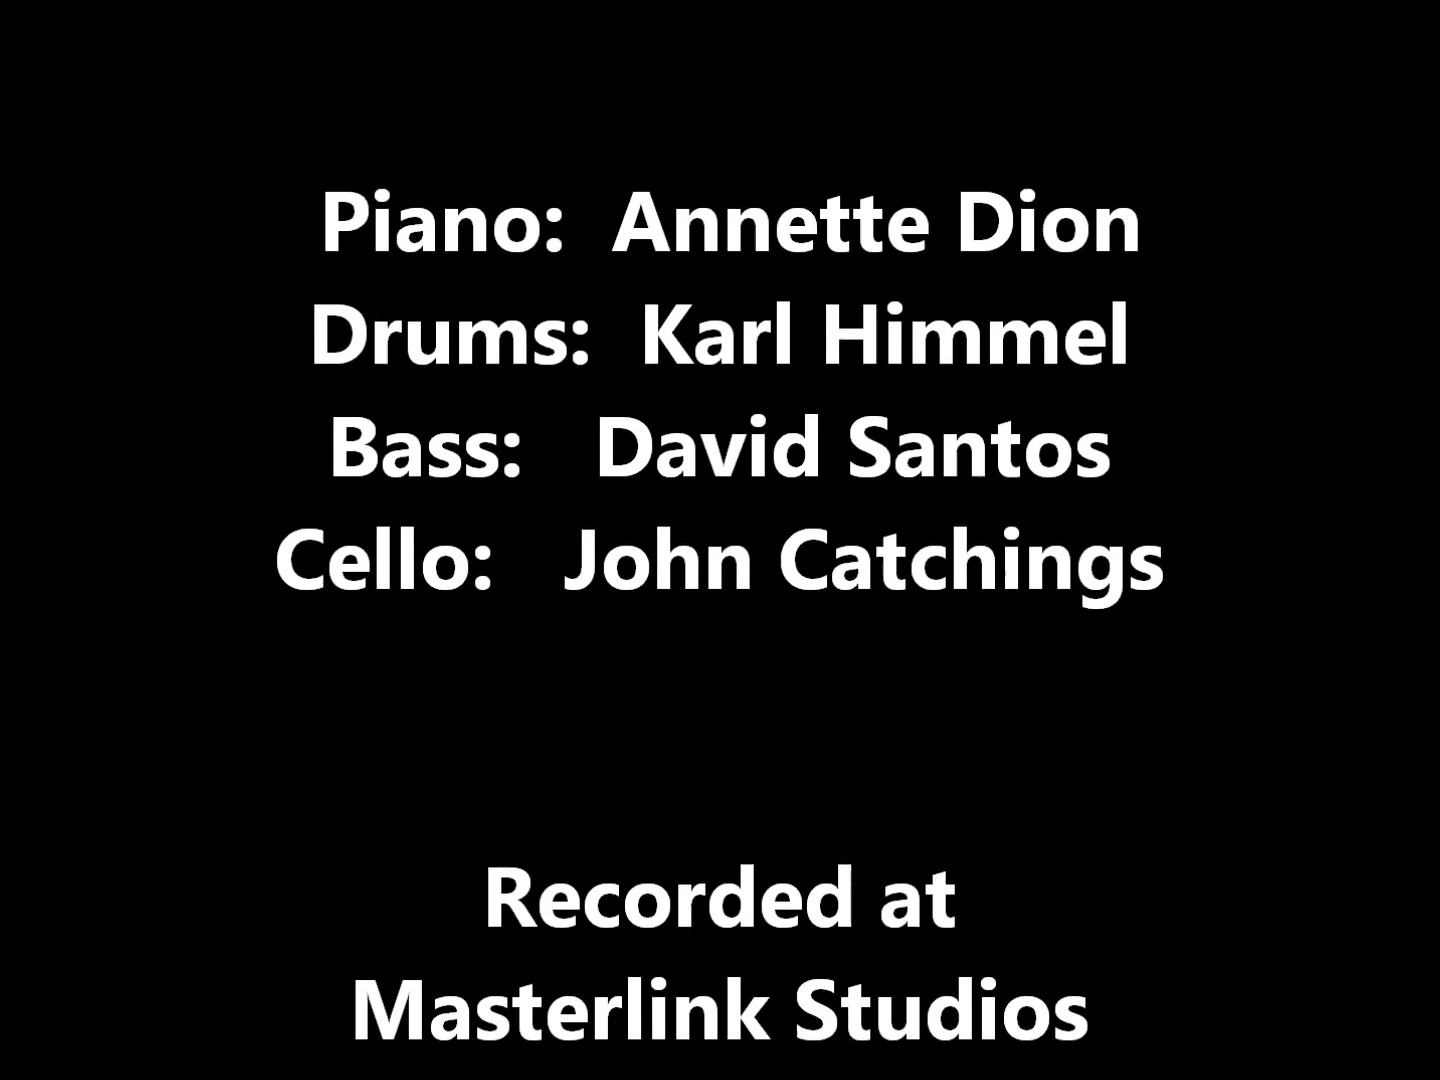 Piano:  Annette Dion
Drums:  Karl Himmel
Bass:   David Santos
Cello:   John Catchings
Recorded at
Masterlink Studios